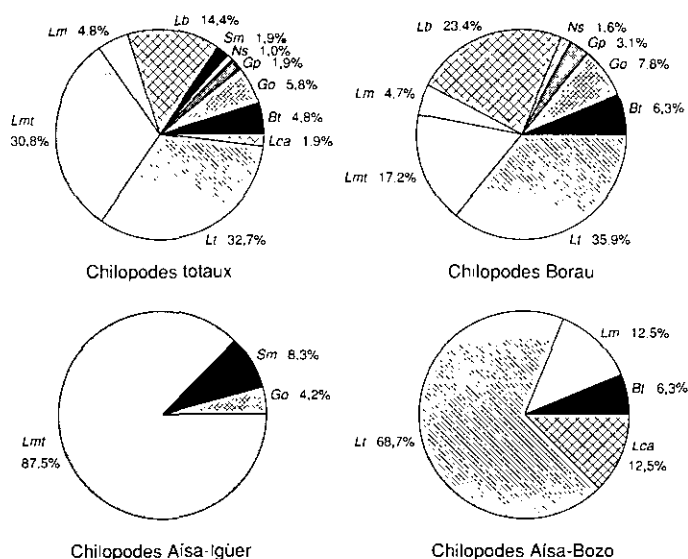 Lb 14,4%
Lm 4.8%
Sm 1,9%
Ns 1,0%
Gp 1,9%
Go 5,8%
Bt 4,8%
Lca 1.9%
Lmt
30,8%
Lt 32,7%
Chilopodes totaux
Lb 23.4%
Ns 1.6%
Gp 3.1%
Go 7.8%
Lm 4,7%
Bt 6,3%
Lmt 17.2%
Lt 35.9%
Chilopodes Borau
Sm 8.3%
Go 4,2%
Lmt
87.5%
Chilopodes Aísa-Igüer
Lm 12.5%
Bt 6,3%
Lt 68,7%
Lca
12,5%
Chilopodes Aísa-Bozo